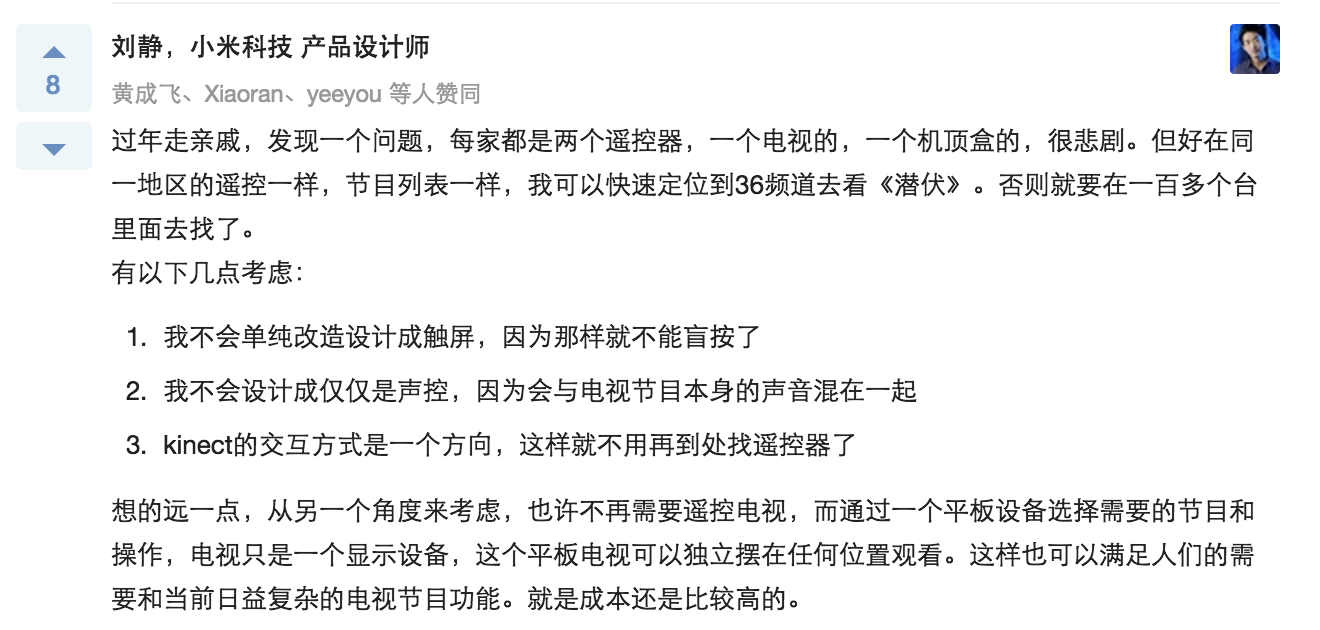 刘静，小米科技 产品设计师
8
黄成飞、Xiaoran、yeeyou 等人赞同
过年走亲戚，发现一个问题，每家都是两个遥控器，一个电视的，一个机顶盒的，很悲剧。但好在同
一地区的遥控一样，节目列表一样，我可以快速定位到36频道去看《潜伏》。否则就要在一百多个台
里面去找了。
有以下几点考虑：
1. 我不会单纯改造设计成触屏，因为那样就不能盲按了
2. 我不会设计成仅仅是声控，因为会与电视节目本身的声音混在一起
3. kinect的交互方式是一个方向，这样就不用再到处找遥控器了
想的远一点，从另一个角度来考虑，也许不再需要遥控电视，而通过一个平板设备选择需要的节目和
操作，电视只是一个显示设备，这个平板电视可以独立摆在任何位置观看。这样也可以满足人们的需
要和当前日益复杂的电视节目功能。就是成本还是比较高的。